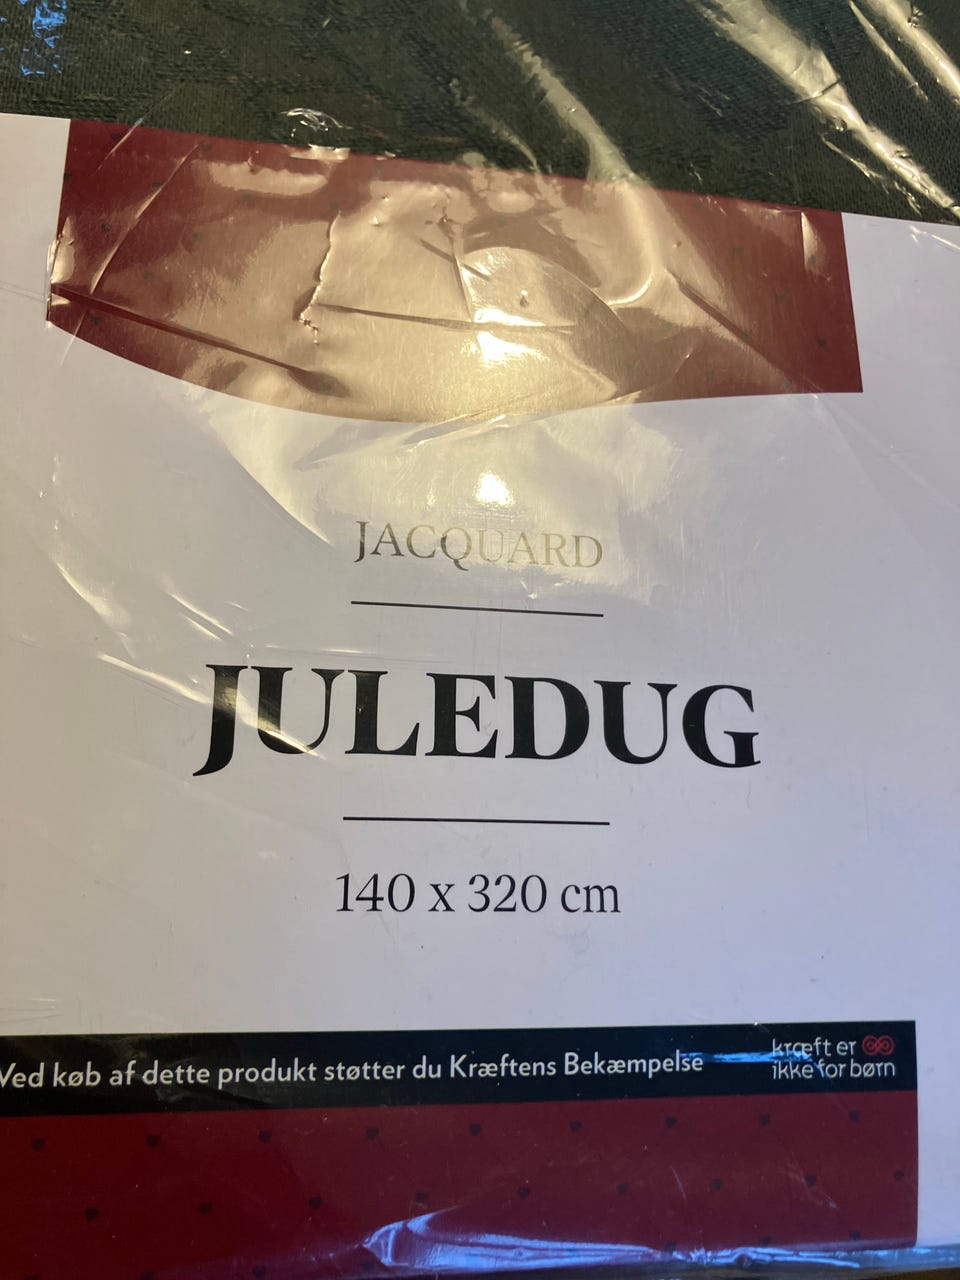 JACQUARD
JULEDUG
140 x 320 cm
Ved køb af dette produkt støtter du Kræftens Bekæmpelse
kræft er
ikke for børn